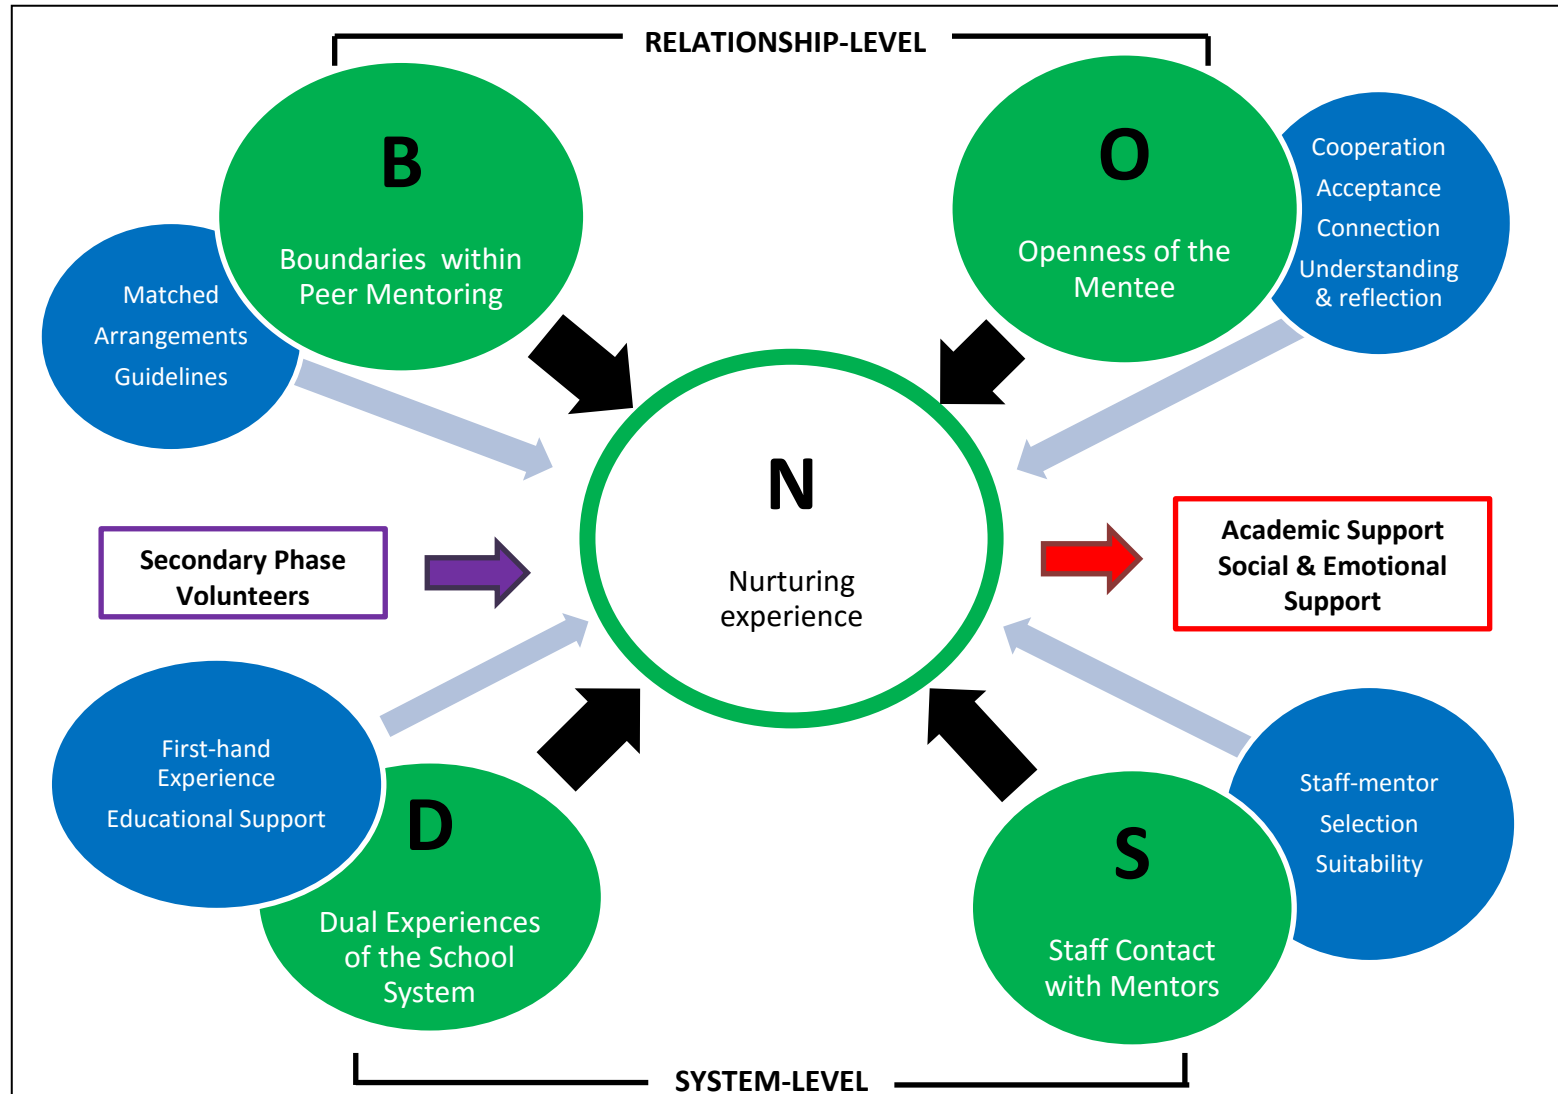 RELATIONSHIP-LEVEL
B
Boundaries within
Peer Mentoring
Matched
Arrangements
Guidelines
O
Openness of the
Mentee
Cooperation
Acceptance
Connection
Understanding
& reflection
N
Nurturing
experience
Secondary Phase
Volunteers
Academic Support
Social & Emotional
Support
First-hand
Experience
Educational Support
D
Dual Experiences
of the School
System
S
Staff Contact
with Mentors
Staff-mentor
Selection
Suitability
SYSTEM-LEVEL